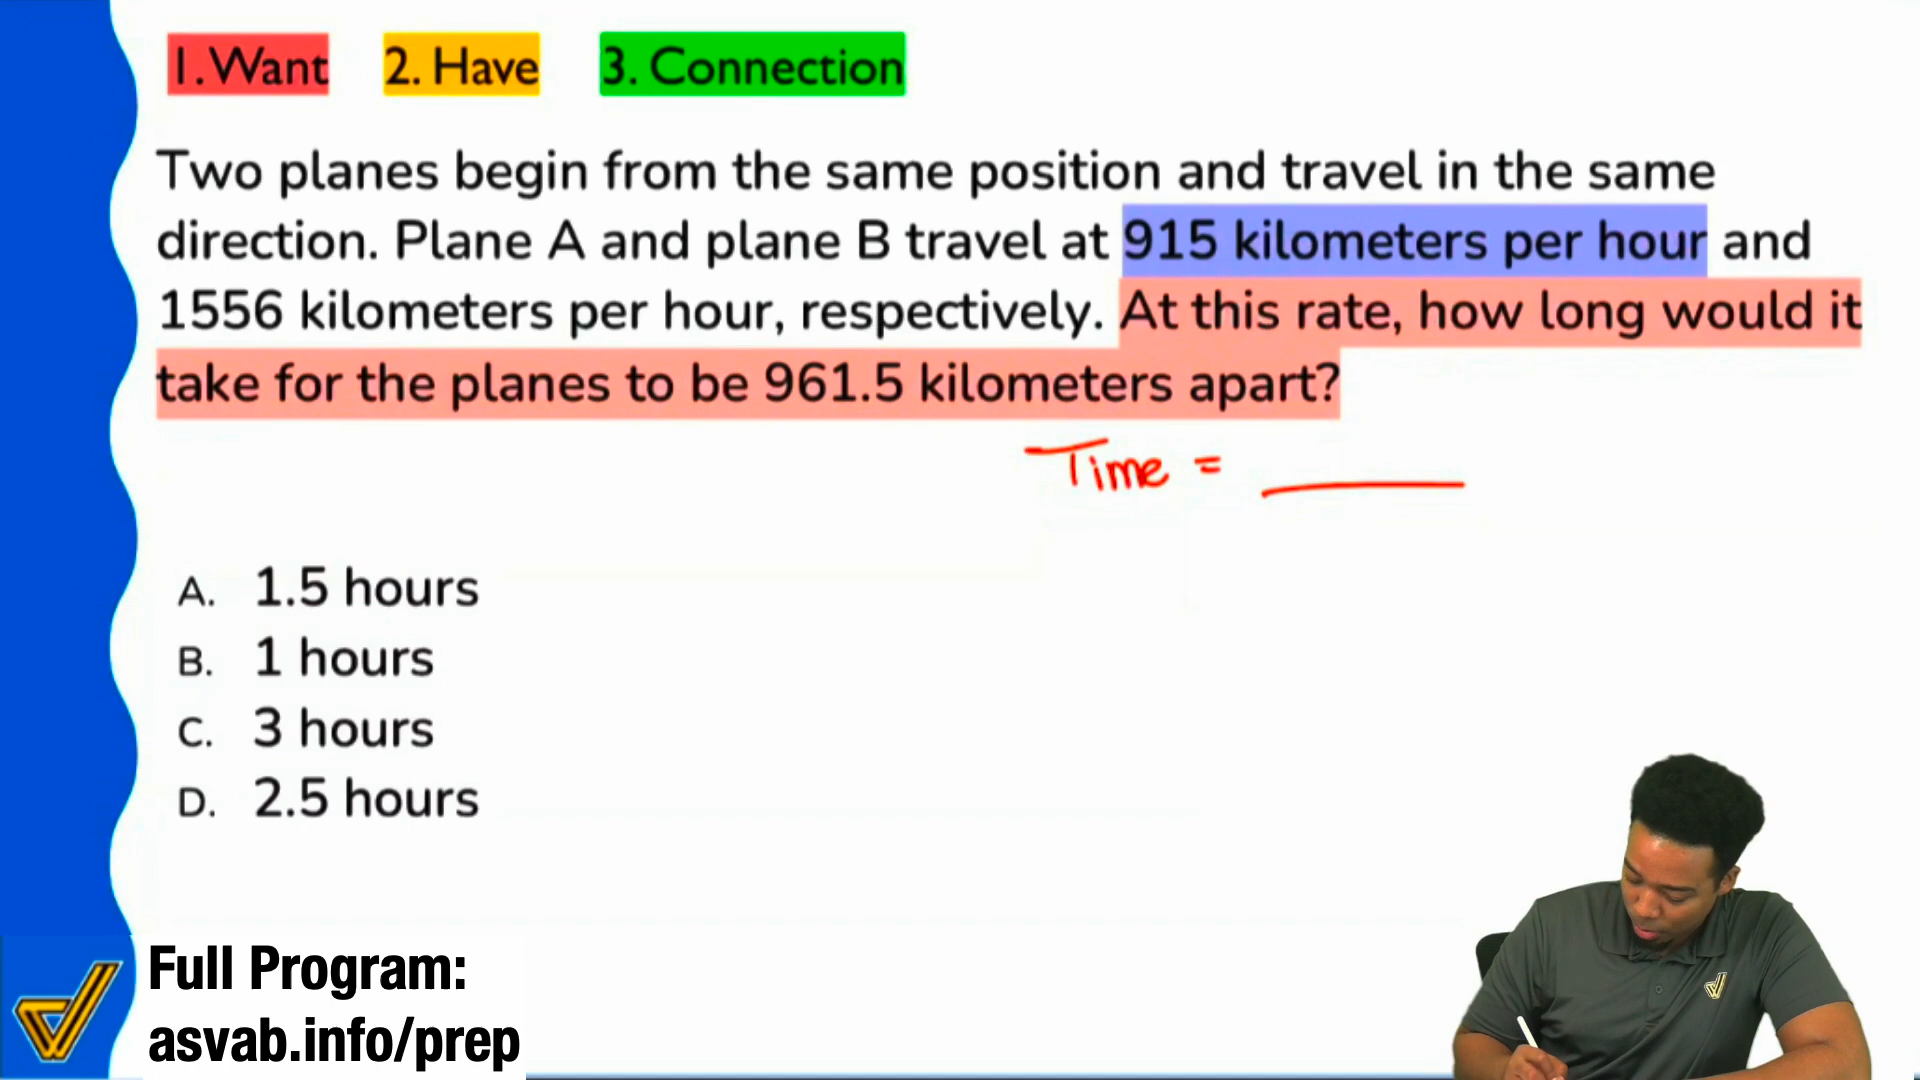 1. Want 2. Have 3. Connection
Two planes begin from the same position and travel in the same
direction. Plane A and plane B travel at 915 kilometers per hour and
1556 kilometers per hour, respectively. At this rate, how long would it
take for the planes to be 961.5 kilometers apart?
Time =
A. 1.5 hours
B. 1 hours
C. 3 hours
D. 2.5 hours
Full Program:
asvab.info/prep